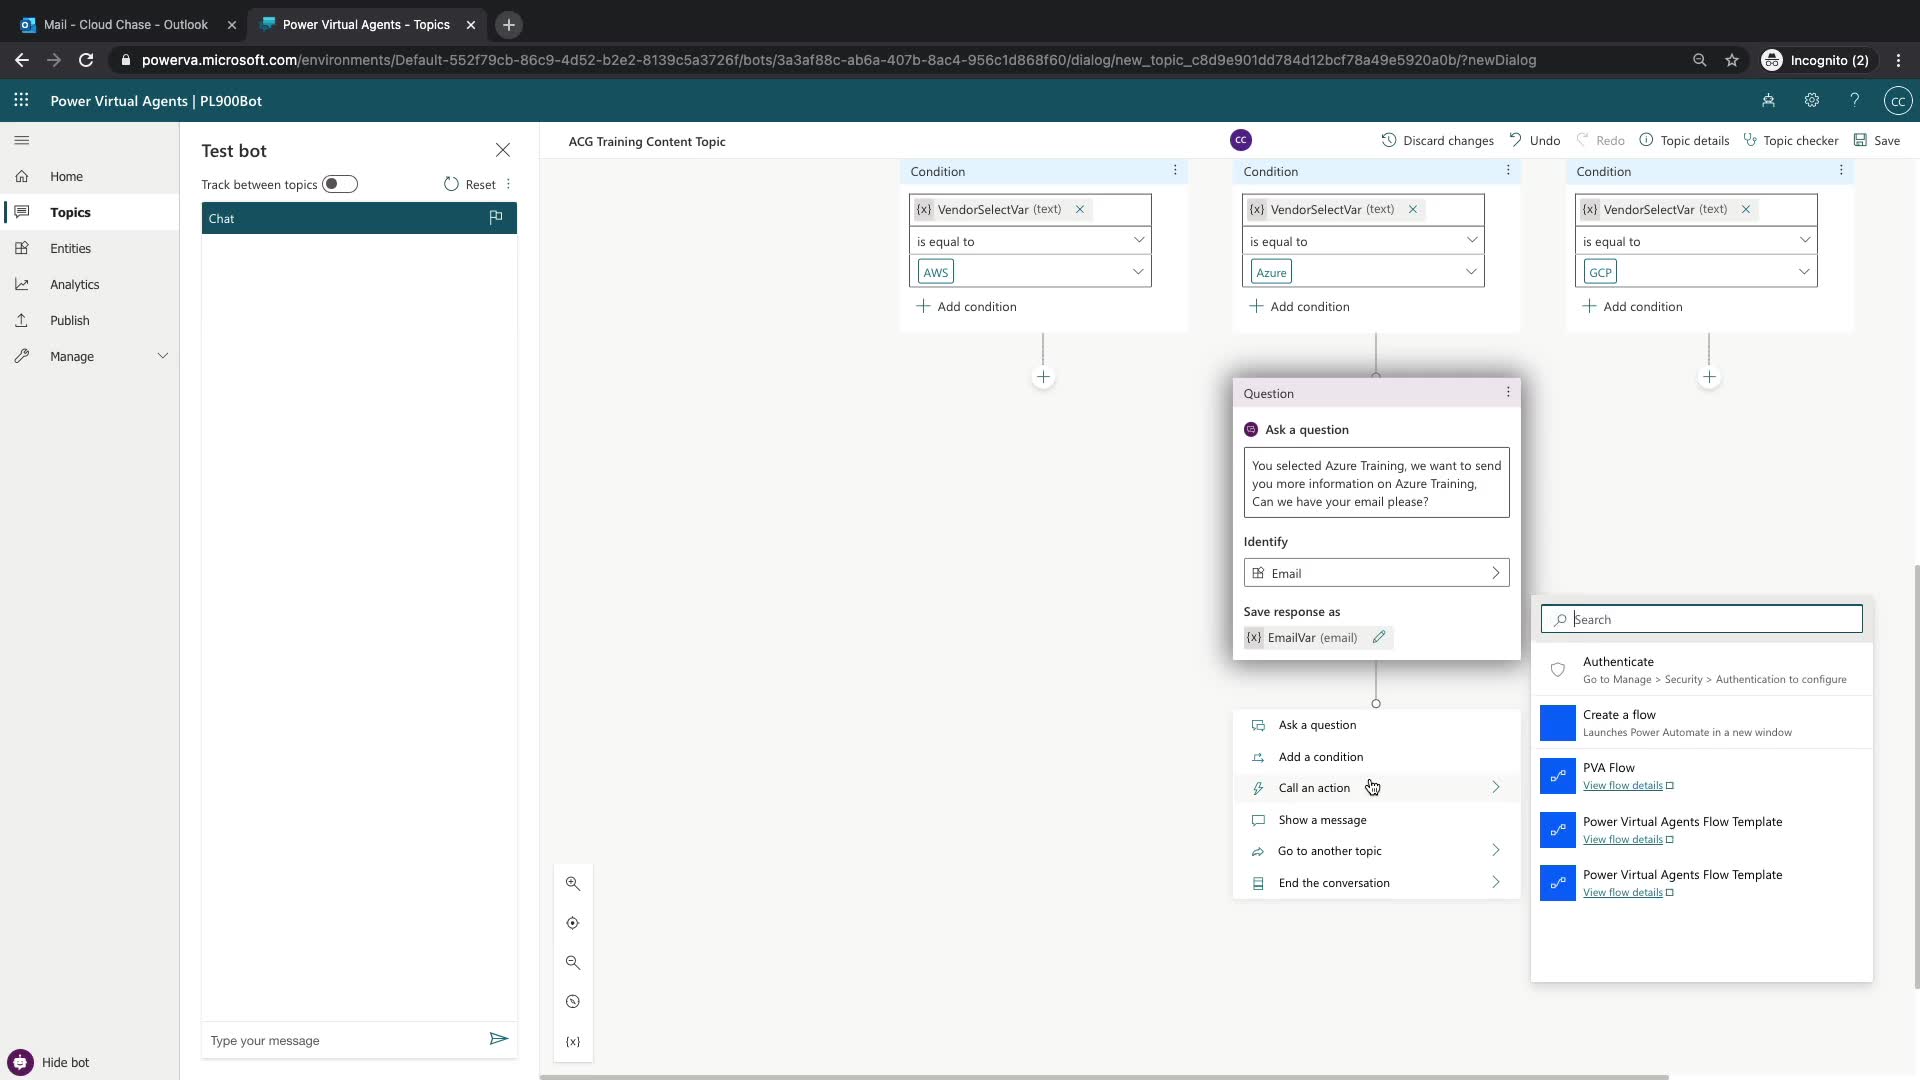 Mail - Cloud Chase - Outlook
Power Virtual Agents - Topics
powerva.microsoft.com/environments/Default-552f79cb-86c9-4d52-b2e2-8139c5a3726f/bots/3a3af88c-ab6a-407b-8ac4-956c1d868f60/dialog/new_topic_c8d9e901dd784d12bcf78a49e5920a0b/?newDialog
Incognito (2)
Power Virtual Agents | PL900Bot
CC
Home
Topics
Entities
Analytics
Publish
Manage
Hide bot
Test bot
Track between topics
Reset
Chat
Type your message
ACG Training Content Topic
CC
Discard changes
Undo
Redo
Topic details
Topic checker
Save
Condition
{x} VendorSelectVar (text)
is equal to
AWS
Add condition
Condition
{x} VendorSelectVar (text)
is equal to
Azure
Add condition
Condition
{x} VendorSelectVar (text)
is equal to
GCP
Add condition
Question
Ask a question
You selected Azure Training, we want to send
you more information on Azure Training,
Can we have your email please?
Identify
Email
Save response as
{x} EmailVar (email)
Ask a question
Add a condition
Call an action
Show a message
Go to another topic
End the conversation
Search
Authenticate
Go to Manage > Security > Authentication to configure
Create a flow
Launches Power Automate in a new window
PVA Flow
View flow details
Power Virtual Agents Flow Template
View flow details
Power Virtual Agents Flow Template
View flow details
{x}